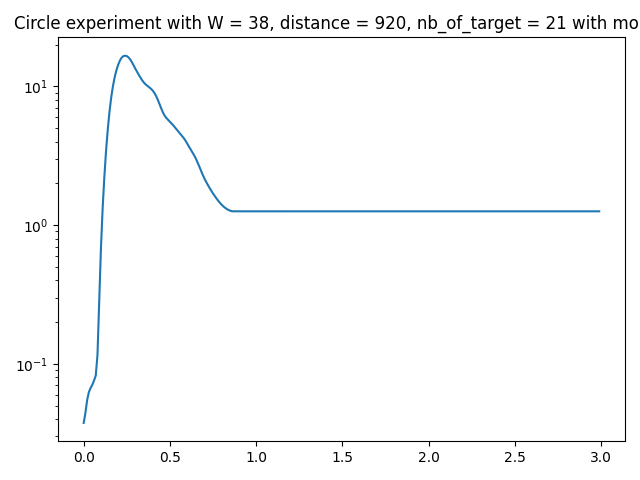 Circle experiment with W = 38, distance = 920, nb_of_target = 21 with mo
10¹
10⁰
10⁻¹
0.0 0.5 1.0 1.5 2.0 2.5 3.0